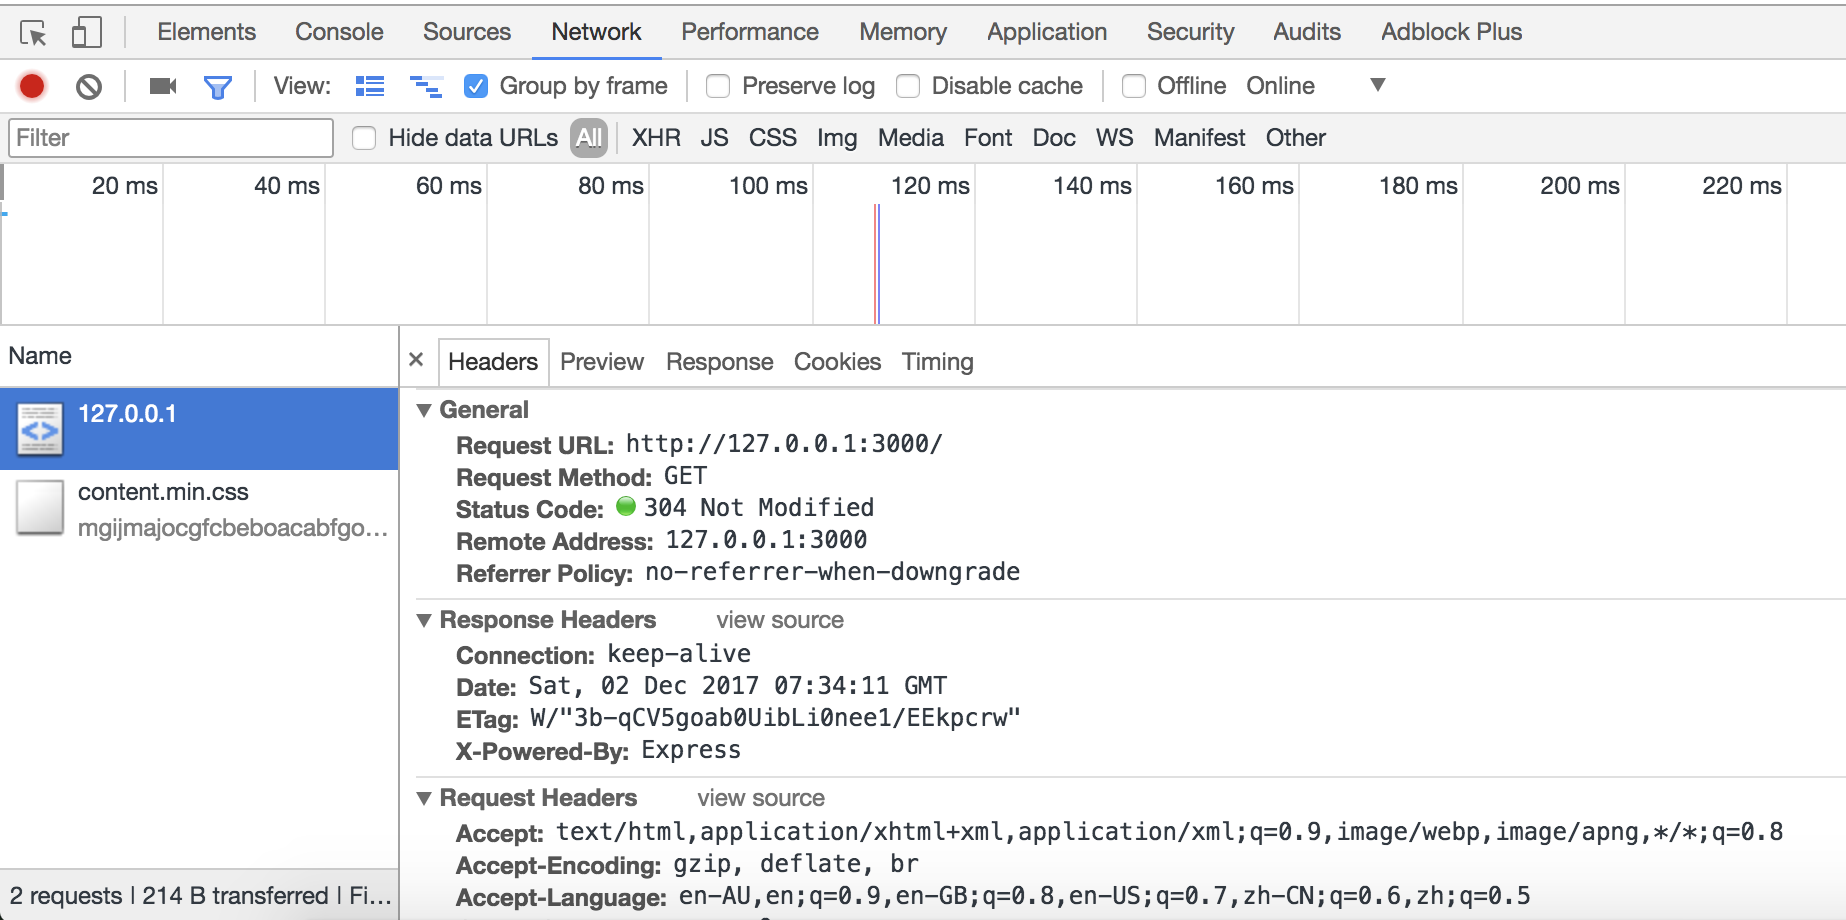 Elements Console Sources Network Performance Memory Application Security Audits Adblock Plus
View: Group by frame Preserve log Disable cache Offline Online
Filter Hide data URLs All XHR JS CSS Img Media Font Doc WS Manifest Other
20 ms 40 ms 60 ms 80 ms 100 ms 120 ms 140 ms 160 ms 180 ms 200 ms 220 ms
Name
127.0.0.1
content.min.css
mgijmajocgfcbeboacabfgo...
2 requests | 214 B transferred | Fi...
× Headers Preview Response Cookies Timing
General
Request URL: http://127.0.0.1:3000/
Request Method: GET
Status Code: 304 Not Modified
Remote Address: 127.0.0.1:3000
Referrer Policy: no-referrer-when-downgrade
Response Headers view source
Connection: keep-alive
Date: Sat, 02 Dec 2017 07:34:11 GMT
ETag: W/"3b-qCV5goab0UibLi0nee1/EEkpcrw"
X-Powered-By: Express
Request Headers view source
Accept: text/html,application/xhtml+xml,application/xml;q=0.9,image/webp,image/apng,*/*;q=0.8
Accept-Encoding: gzip, deflate, br
Accept-Language: en-AU,en;q=0.9,en-GB;q=0.8,en-US;q=0.7,zh-CN;q=0.6,zh;q=0.5